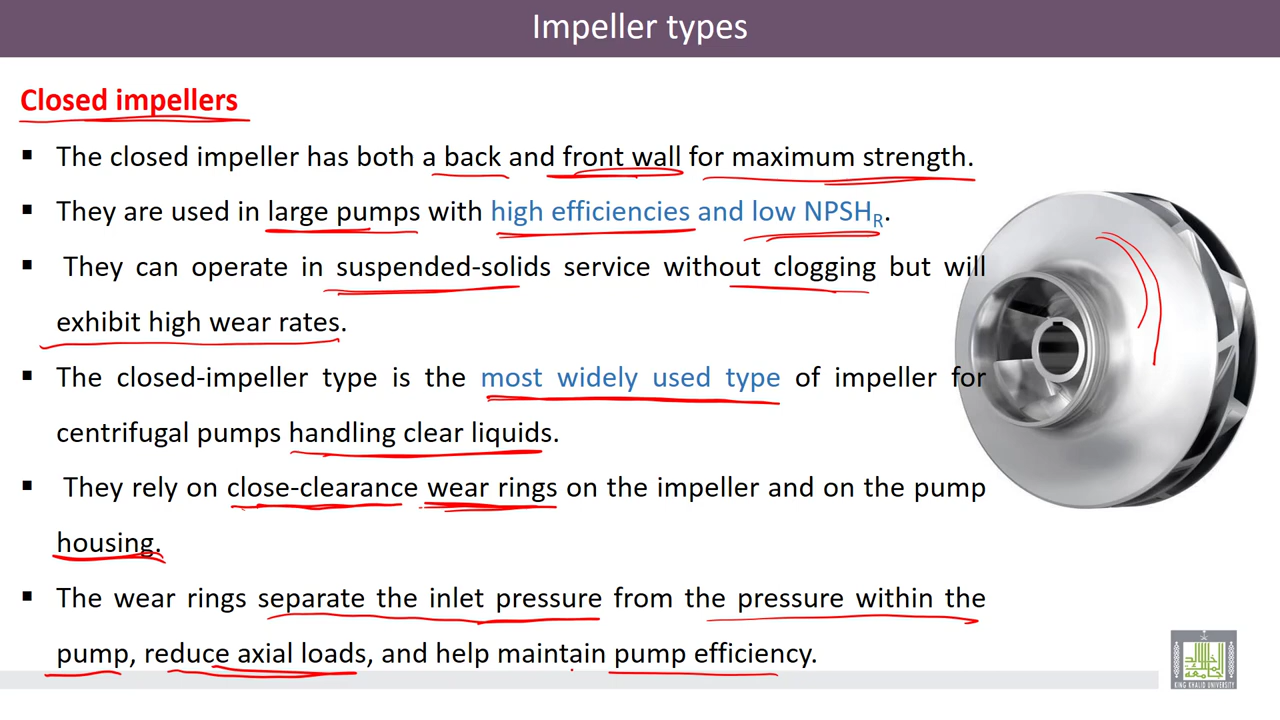 Impeller types
Closed impellers
▪ The closed impeller has both a back and front wall for maximum strength.
▪ They are used in large pumps with high efficiencies and low NPSHR.
▪ They can operate in suspended-solids service without clogging but will
exhibit high wear rates.
▪ The closed-impeller type is the most widely used type of impeller for
centrifugal pumps handling clear liquids.
▪ They rely on close-clearance wear rings on the impeller and on the pump
housing.
▪ The wear rings separate the inlet pressure from the pressure within the
pump, reduce axial loads, and help maintain pump efficiency.
KING KHALID UNIVERSITY